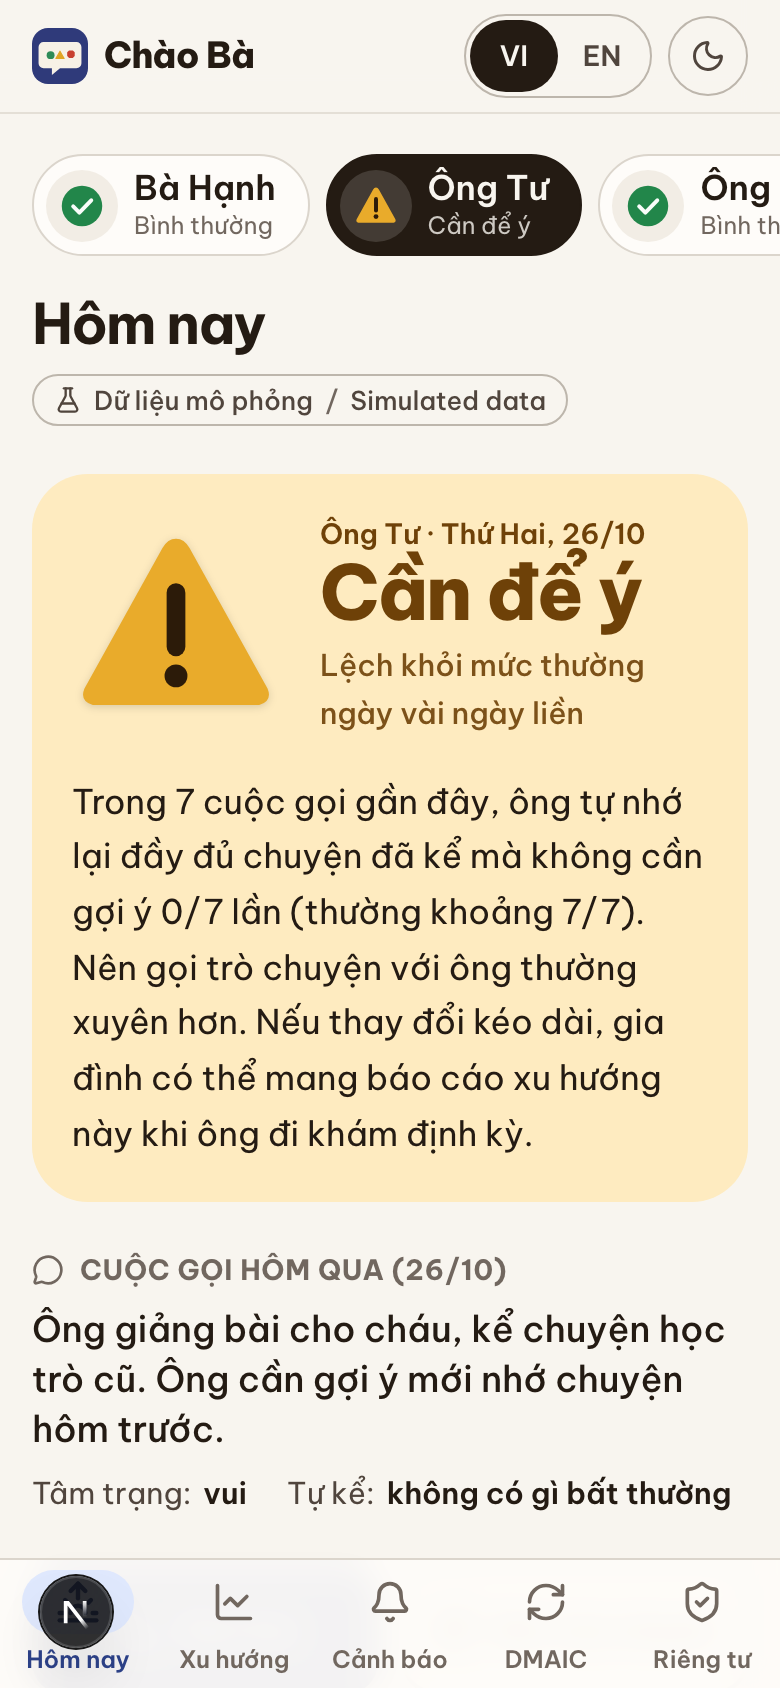 Chào Bà
VI
EN
Bà Hạnh
Bình thường
Ông Tư
Cần để ý
Ông
Bình th
Hôm nay
Dữ liệu mô phỏng / Simulated data
Ông Tư · Thứ Hai, 26/10
Cần để ý
Lệch khỏi mức thường
ngày vài ngày liền
Trong 7 cuộc gọi gần đây, ông tự nhớ
lại đầy đủ chuyện đã kể mà không cần
gợi ý 0/7 lần (thường khoảng 7/7).
Nên gọi trò chuyện với ông thường
xuyên hơn. Nếu thay đổi kéo dài, gia
đình có thể mang báo cáo xu hướng
này khi ông đi khám định kỳ.
CUỘC GỌI HÔM QUA (26/10)
Ông giảng bài cho cháu, kể chuyện học
trò cũ. Ông cần gợi ý mới nhớ chuyện
hôm trước.
Tâm trạng: vui Tự kể: không có gì bất thường
N
Hôm nay
Xu hướng
Cảnh báo
DMAIC
Riêng tư